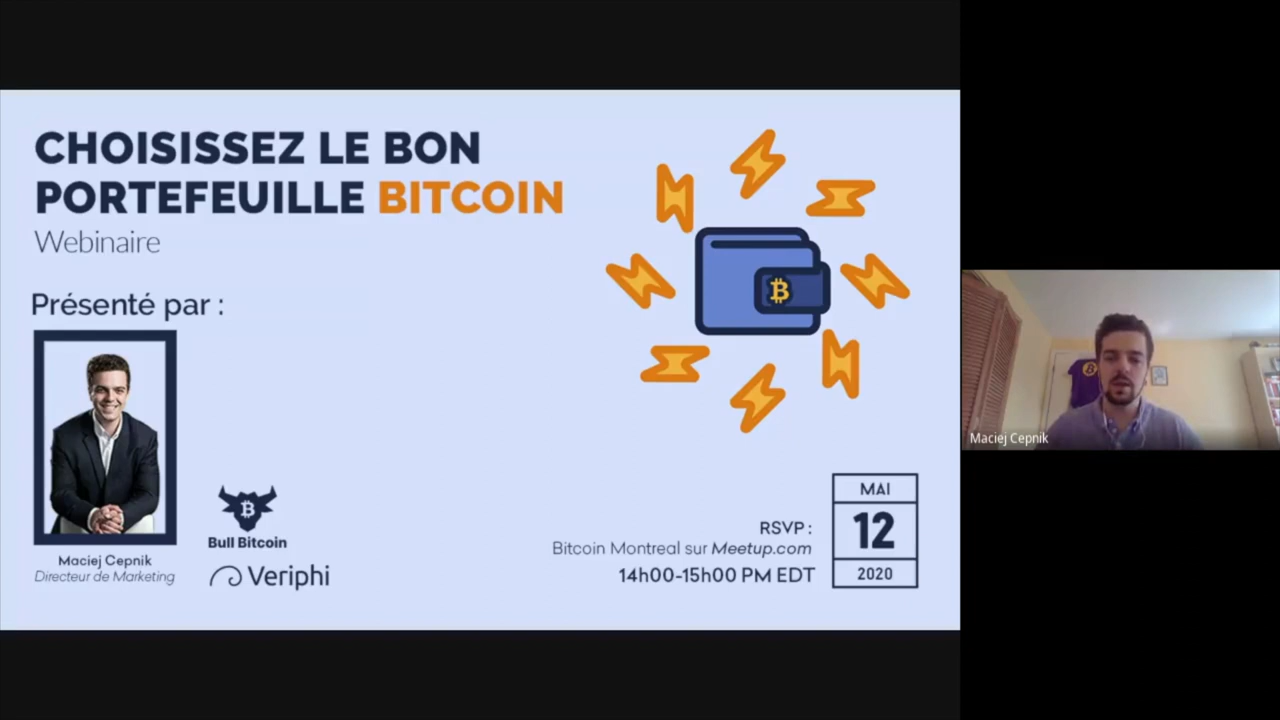 CHOISISSEZ LE BON
PORTEFEUILLE BITCOIN
Webinaire
Présenté par :
Maciej Cepnik
Directeur de Marketing
Bull Bitcoin
Veriphi
RSVP :
Bitcoin Montreal sur Meetup.com
14h00-15h00 PM EDT
MAI
12
2020
Maciej Cepnik